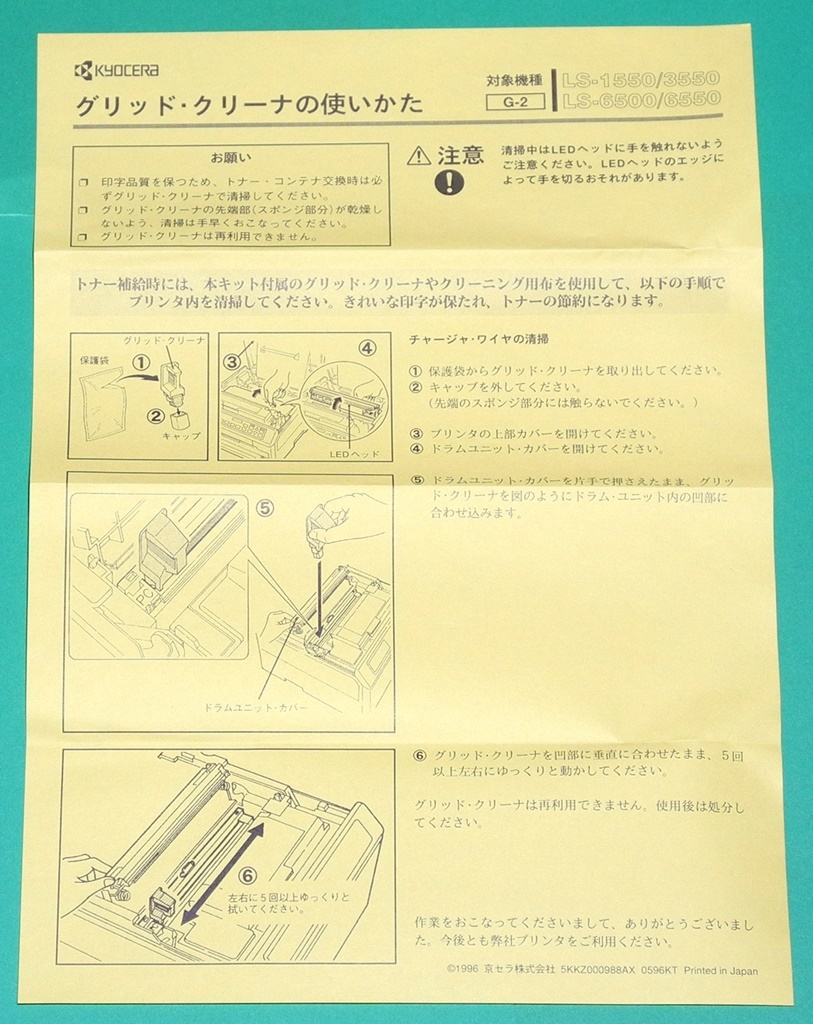 KYOCERA
グリッド・クリーナの使いかた
対象機種
G-2
LS-1550/3550
LS-6500/6550
お願い
❒ 印字品質を保つため、トナー・コンテナ交換時は必
ずグリッド・クリーナで清掃してください。
❒ グリッド・クリーナの先端部(スポンジ部分)が乾燥し
ないよう、清掃は手早くおこなってください。
❒ グリッド・クリーナは再利用できません。
注意
清掃中はLEDヘッドに手を触れないよう
ご注意ください。LEDヘッドのエッジに
よって手を切るおそれがあります。
トナー補給時には、本キット付属のグリッド・クリーナやクリーニング用布を使用して、以下の手順で
プリンタ内を清掃してください。きれいな印字が保たれ、トナーの節約になります。
グリッド・クリーナ
保護袋
①
②
キャップ
③
④
LEDヘッド
チャージャ・ワイヤの清掃
① 保護袋からグリッド・クリーナを取り出してください。
② キャップを外してください。
(先端のスポンジ部分には触らないでください。)
③ プリンタの上部カバーを開けてください。
④ ドラムユニット・カバーを開けてください。
⑤
PC
ドラムユニット・カバー
⑤ ドラムユニット・カバーを片手で押さえたまま、グリッ
ド・クリーナを図のようにドラム・ユニット内の凹部に
合わせ込みます。
⑥
左右に5回以上ゆっくりと
拭いてください。
⑥ グリッド・クリーナを凹部に垂直に合わせたまま、5回
以上左右にゆっくりと動かしてください。
グリッド・クリーナは再利用できません。使用後は処分し
てください。
作業をおこなってくださいまして、ありがとうございまし
た。今後とも弊社プリンタをご利用ください。
©1996 京セラ株式会社 5KKZ000988AX 0596KT Printed in Japan